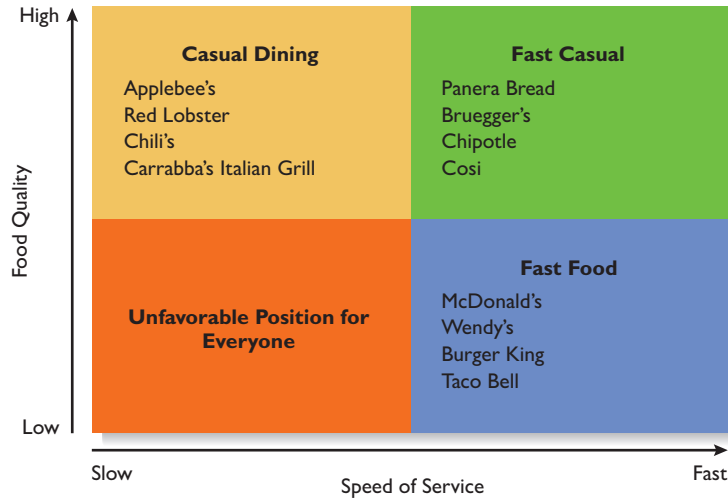 High
Casual Dining
Applebee’s
Red Lobster
Chili’s
Carrabba’s Italian Grill
Fast Casual
Panera Bread
Bruegger’s
Chipotle
Cosi
Food Quality
Unfavorable Position for
Everyone
Fast Food
McDonald’s
Wendy’s
Burger King
Taco Bell
Low
Slow
Speed of Service
Fast